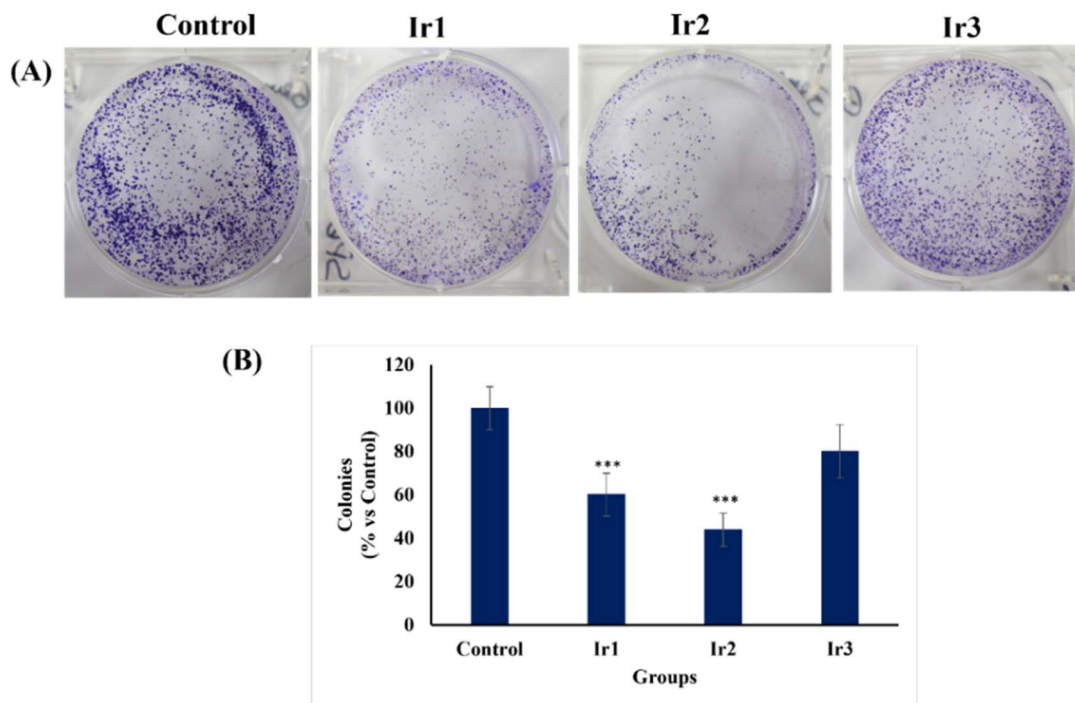 Control Ir1 Ir2 Ir3
(A)
(B)
120
100
80
60
40
20
0
Colonies
(% vs Control)
***
***
Control Ir1 Ir2 Ir3
Groups